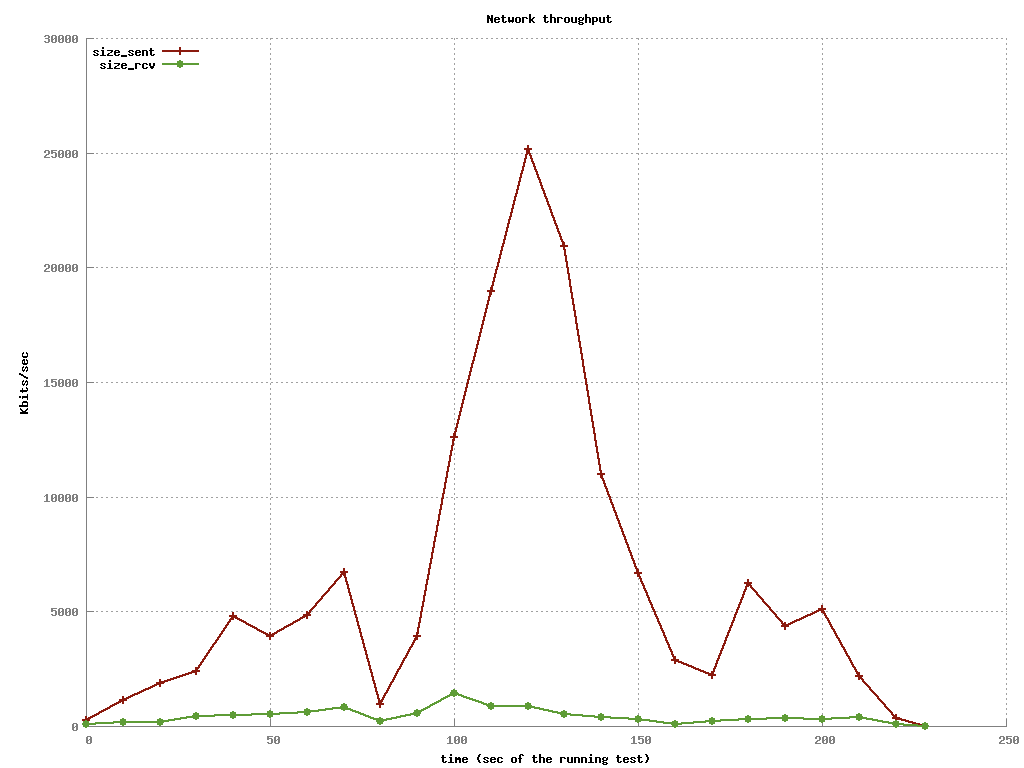 Network throughput
30000
size_sent
size_rcv
25000
20000
Kbits/sec
15000
10000
5000
0
0 50 100 150 200 250
time (sec of the running test)